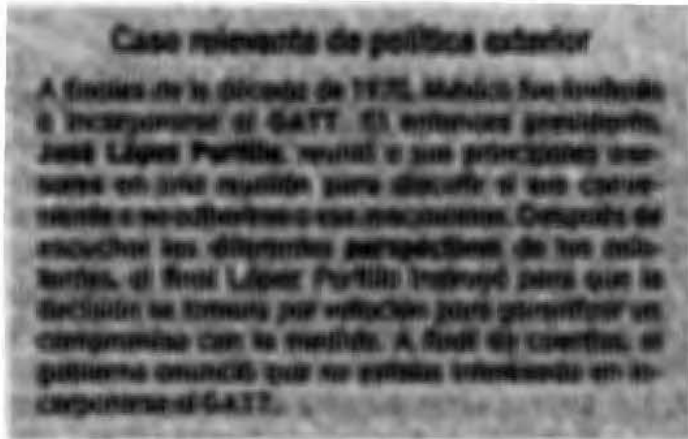 Caso relevante de política exterior
A finales de la década de 1970, México fue invitado
a incorporarse al GATT. El entonces presidente,
José López Portillo, reunió a sus principales ase-
sores en una reunión para discutir si era conve-
niente o no adherirse a ese mecanismo. Después de
escuchar las diferentes perspectivas de los asis-
tentes, al final López Portillo instruyó para que la
decisión se tomara por votación para garantizar un
compromiso con la medida. A final de cuentas, el
gobierno anunció que no estaba interesado en in-
corporarse al GATT.